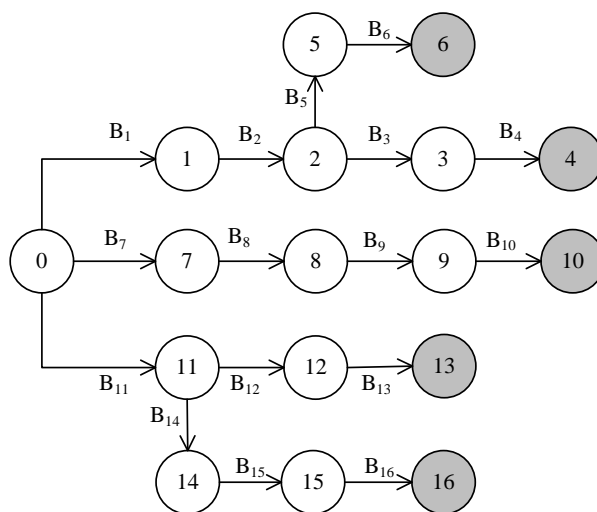 5 B₆ 6
B₅
B₁ 1 B₂ 2 B₃ 3 B₄ 4
0 B₇ 7 B₈ 8 B₉ 9 B₁₀ 10
B₁₁ 11 B₁₂ 12 B₁₃ 13
B₁₄
14 B₁₅ 15 B₁₆ 16